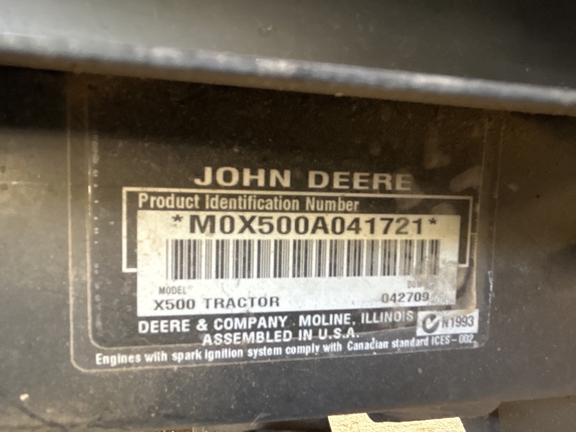 JOHN DEERE
Product Identification Number
*M0X500A041721*
MODEL
X500 TRACTOR 042709
DEERE & COMPANY MOLINE, ILLINOIS N1993
ASSEMBLED IN U.S.A.
Engines with spark ignition system comply with Canadian standard ICES-002